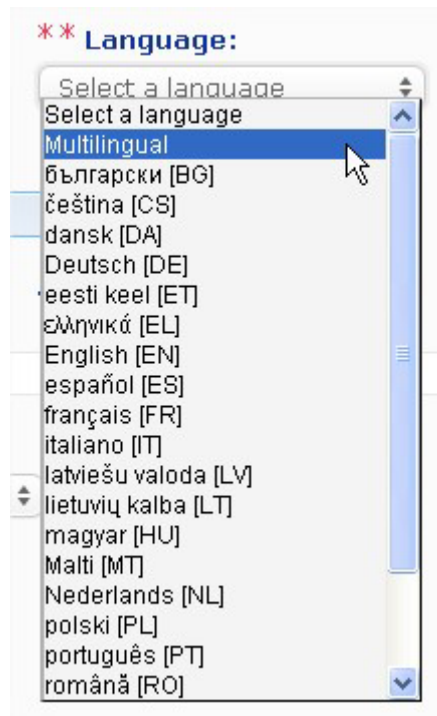 ** Language:
Select a language
Select a language
Multilingual
български [BG]
čeština [CS]
dansk [DA]
Deutsch [DE]
eesti keel [ET]
ελληνικά [EL]
English [EN]
español [ES]
français [FR]
italiano [IT]
latviešu valoda [LV]
lietuvių kalba [LT]
magyar [HU]
Malti [MT]
Nederlands [NL]
polski [PL]
português [PT]
română [RO]